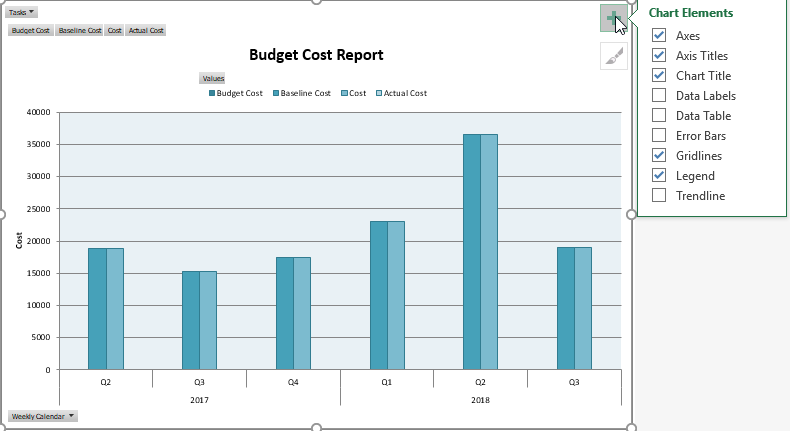 Tasks
Budget Cost Baseline Cost Cost Actual Cost
Budget Cost Report
Values
Budget Cost Baseline Cost Cost Actual Cost
40000
35000
30000
25000
20000
15000
10000
5000
0
Cost
Q2 Q3 Q4 Q1 Q2 Q3
2017 2018
Weekly Calendar
Chart Elements
Axes
Axis Titles
Chart Title
Data Labels
Data Table
Error Bars
Gridlines
Legend
Trendline